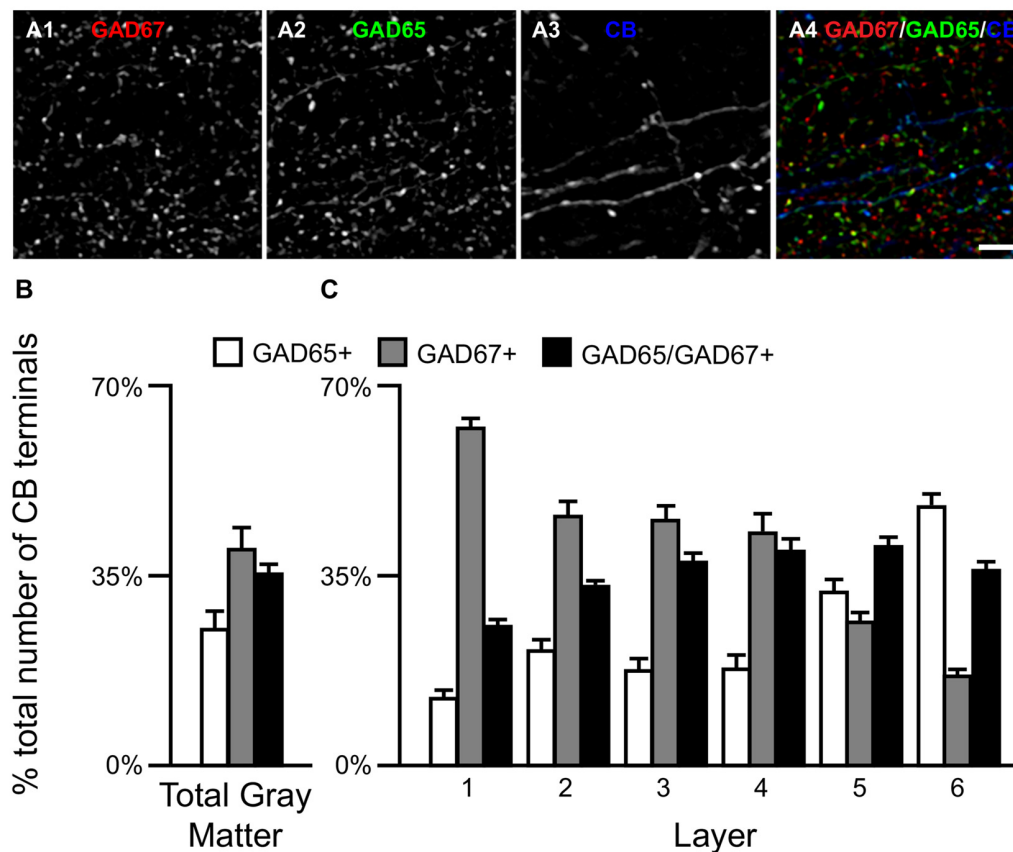 A1 GAD67
A2 GAD65
A3 CB
A4 GAD67/GAD65/CB
B
C
GAD65+ GAD67+ GAD65/GAD67+
% total number of CB terminals
70%
35%
0%
Total Gray
Matter
70%
35%
0%
1 2 3 4 5 6
Layer